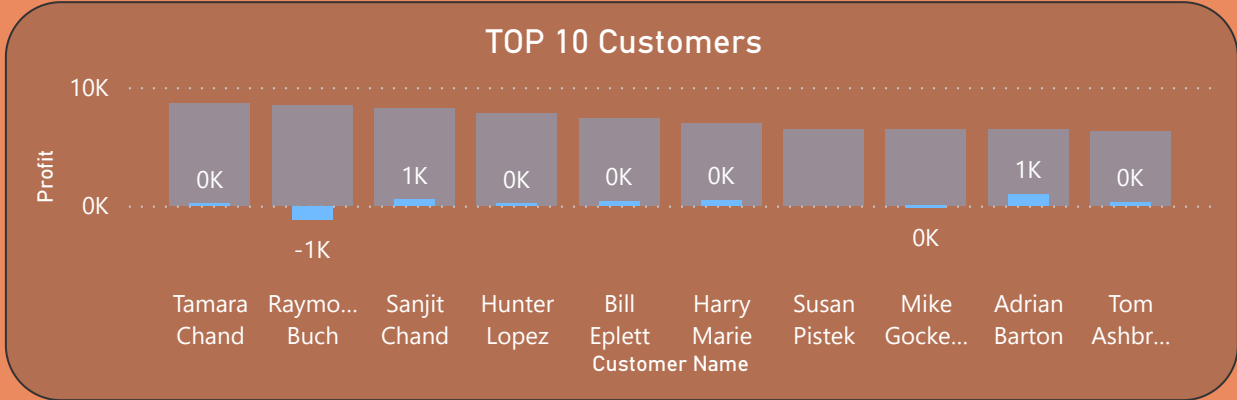 TOP 10 Customers
10K
Profit
0K
0K
1K
0K
0K
0K
1K
0K
-1K
0K
Tamara Chand
Raymo... Buch
Sanjit Chand
Hunter Lopez
Bill Eplett
Harry Marie
Susan Pistek
Mike Gocke...
Adrian Barton
Tom Ashbr...
Customer Name